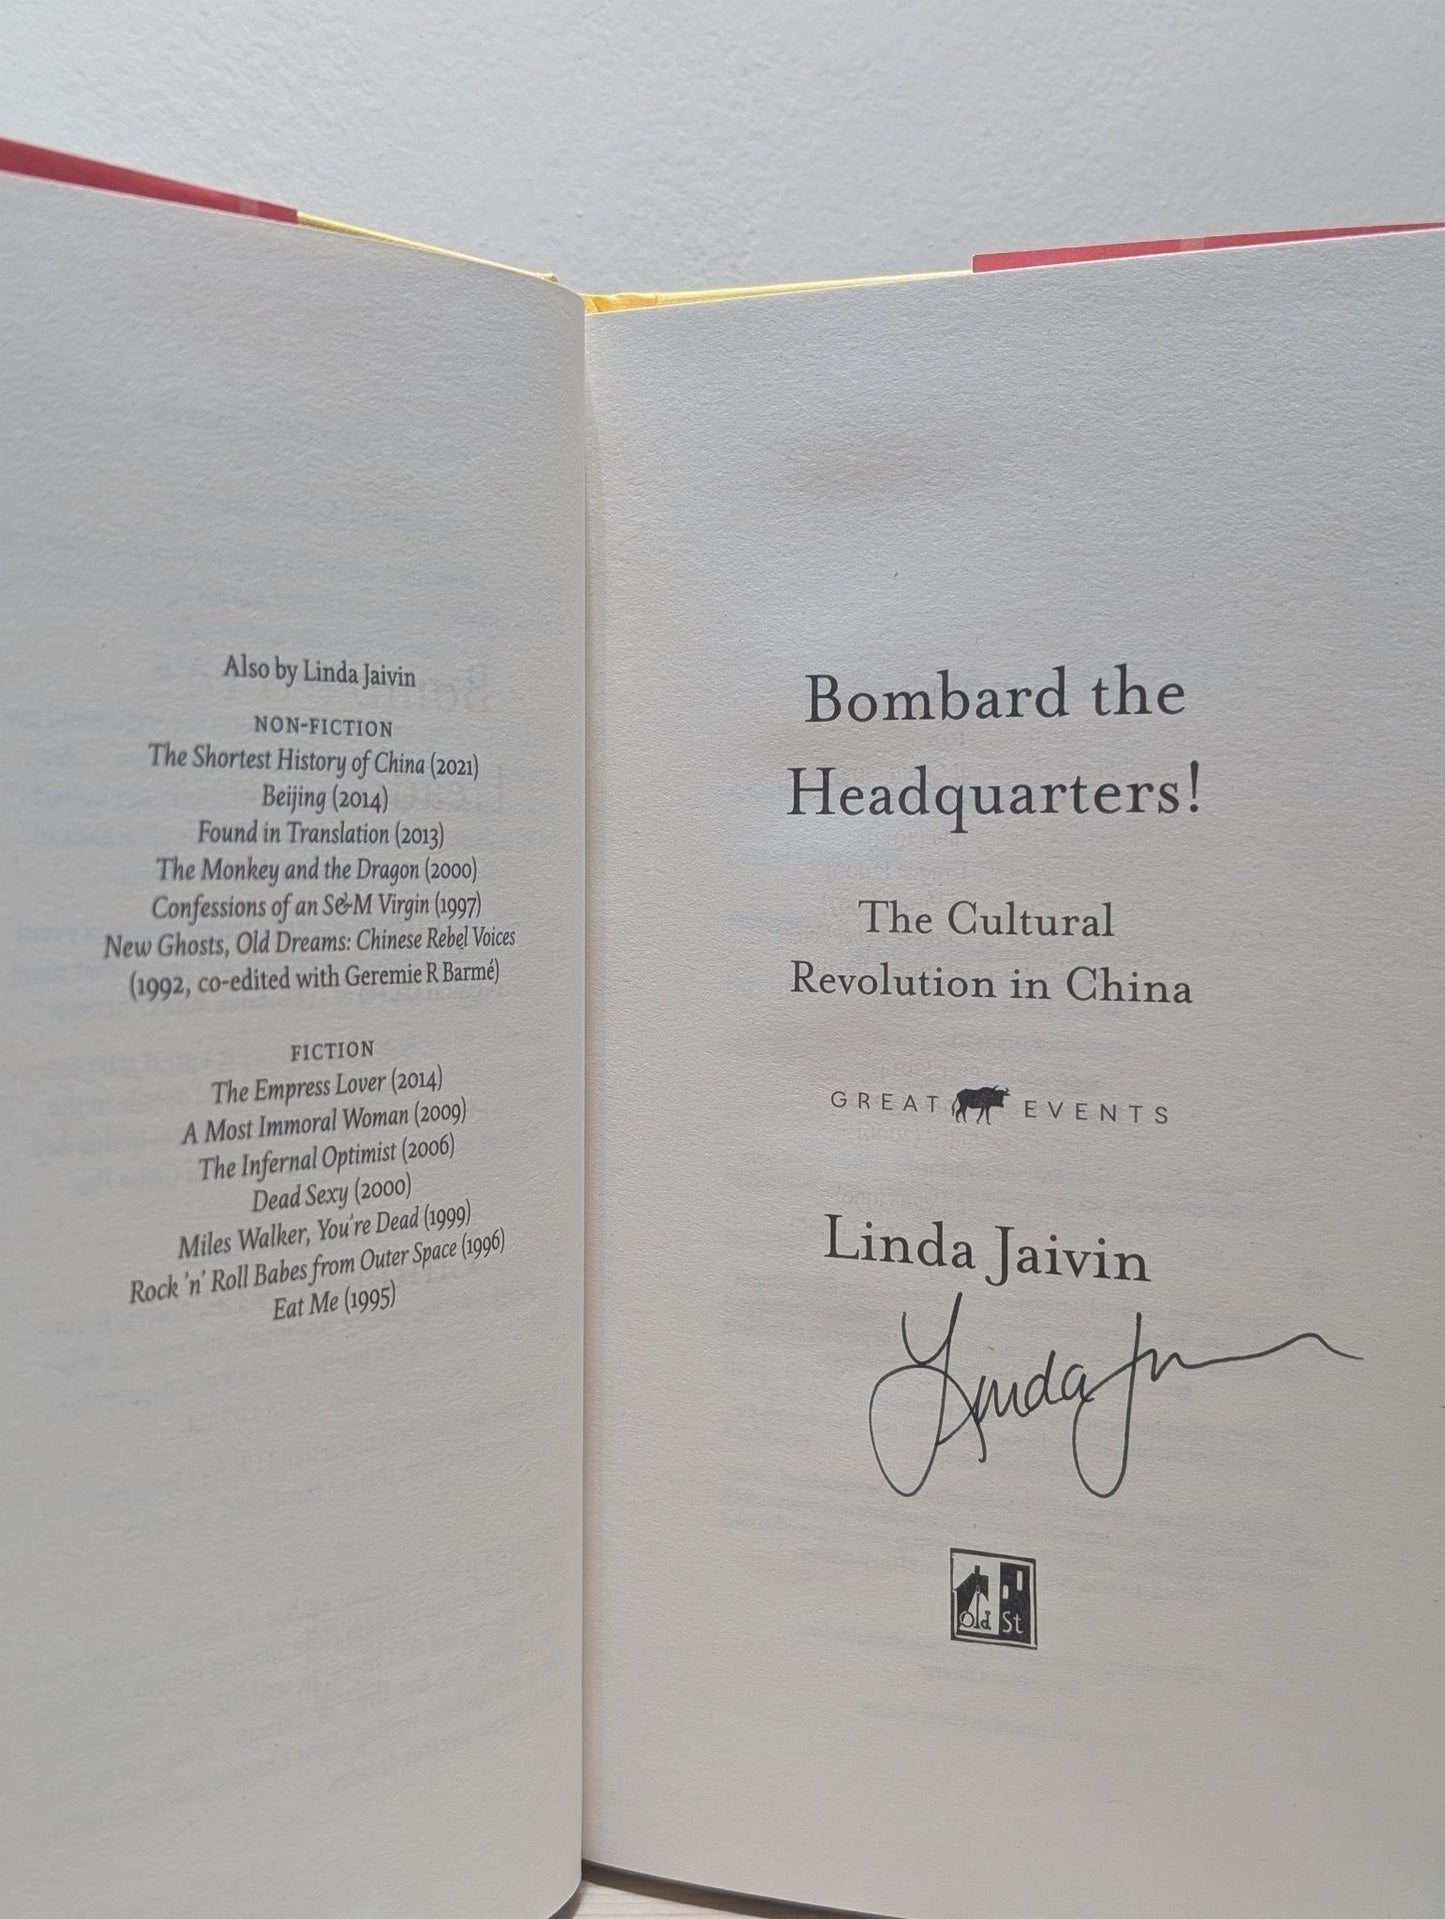 Also by Linda Jaivin
NON-FICTION
The Shortest History of China (2021)
Beijing (2014)
Found in Translation (2013)
The Monkey and the Dragon (2000)
Confessions of an S&M Virgin (1997)
New Ghosts, Old Dreams: Chinese Rebel Voices
(1992, co-edited with Geremie R Barmé)
FICTION
The Empress Lover (2014)
A Most Immoral Woman (2009)
The Infernal Optimist (2006)
Dead Sexy (2000)
Miles Walker, You're Dead (1999)
Rock 'n' Roll Babes from Outer Space (1996)
Eat Me (1995)
Bombard the
Headquarters!
The Cultural
Revolution in China
GREAT EVENTS
Linda Jaivin
Linda J
Old St